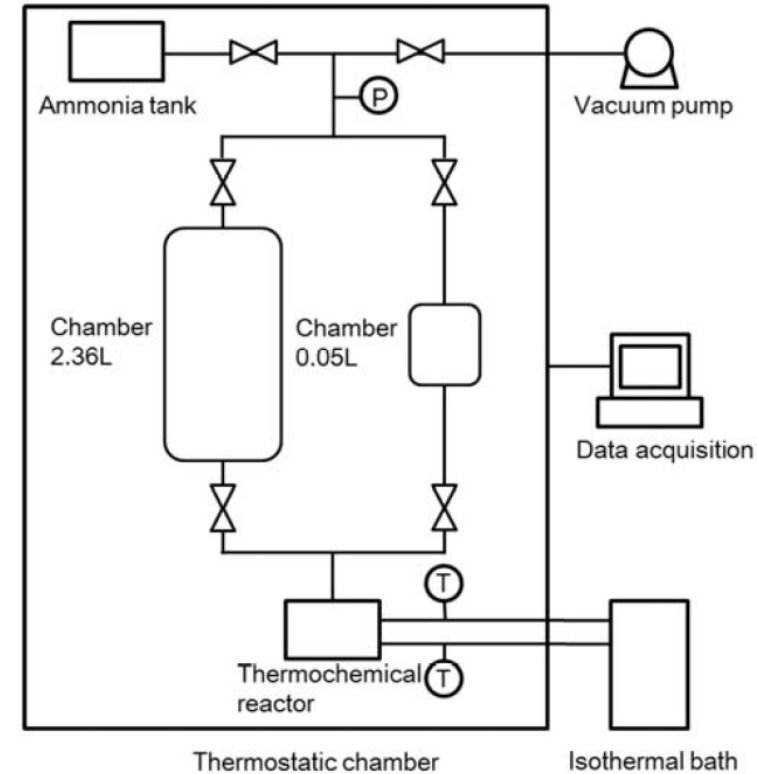 Ammonia tank
P
Vacuum pump
Chamber
2.36L
Chamber
0.05L
Data acquisition
T
Thermochemical
reactor
T
Thermostatic chamber
Isothermal bath